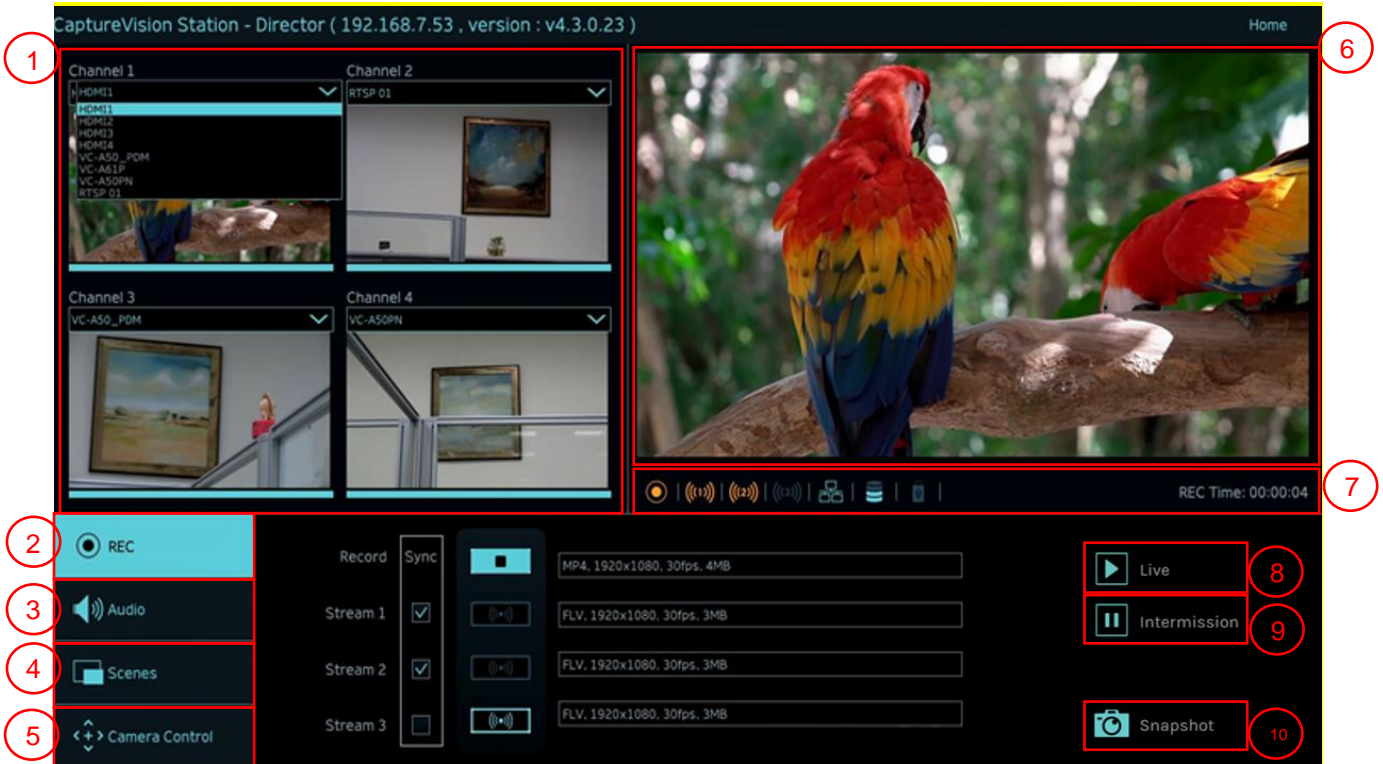 CaptureVision Station - Director ( 192.168.7.53 , version : v4.3.0.23 )
Home
1
6
Channel 1
Channel 2
HDMI1
RTSP 01
HDMI1
HDMI2
HDMI3
HDMI4
VC-A50_PDM
VC-A61P
VC-A50PN
RTSP 01
Channel 3
Channel 4
VC-A50_PDM
VC-A50PN
((1)) ((2)) ((3))
REC Time: 00:00:04
7
2
REC
Record
Sync
MP4, 1920x1080, 30fps, 4MB
Live
8
3
Audio
Stream 1
FLV, 1920x1080, 30fps, 3MB
Intermission
9
4
Scenes
Stream 2
FLV, 1920x1080, 30fps, 3MB
5
Camera Control
Stream 3
FLV, 1920x1080, 30fps, 3MB
Snapshot
10